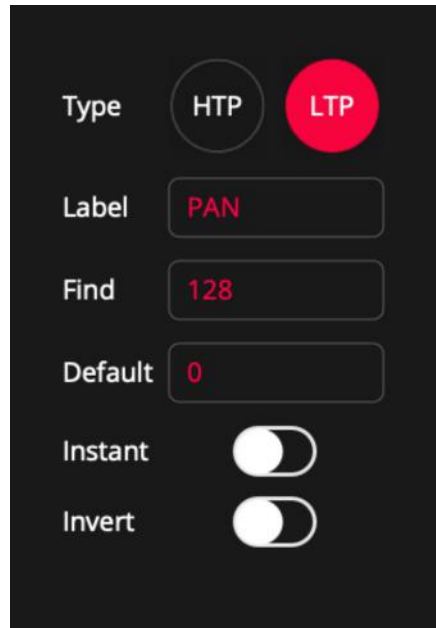 Type HTP LTP
Label PAN
Find 128
Default 0
Instant
Invert